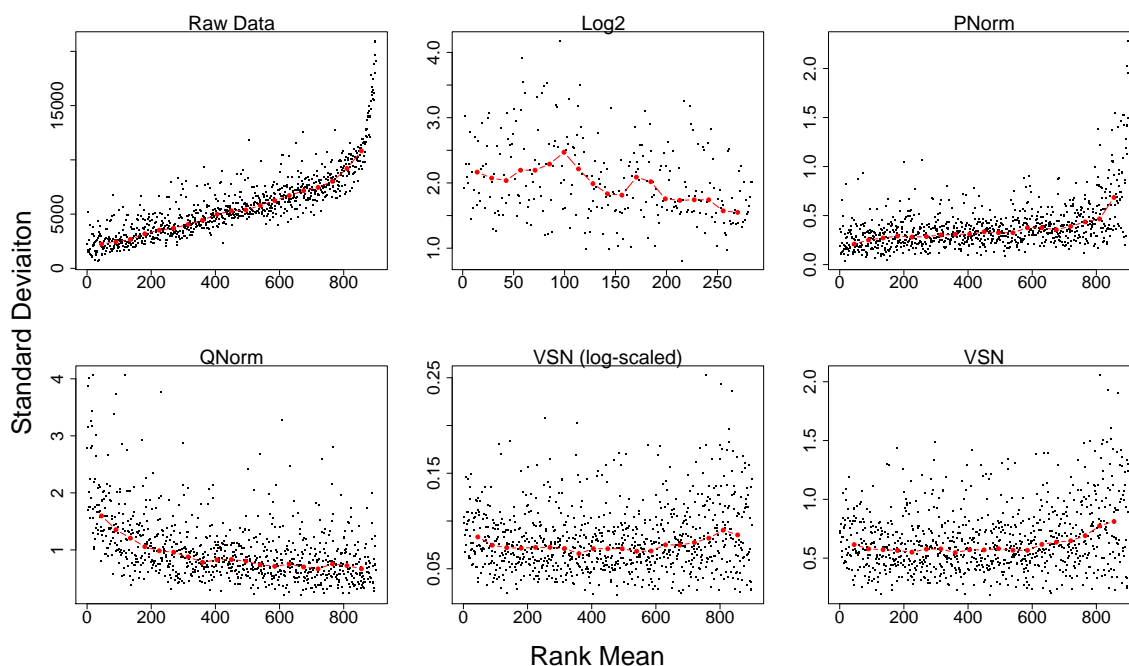 Raw Data
Log2
PNorm
0
5000
15000
0 200 400 600 800
1.0
2.0
3.0
4.0
0 50 100 150 200 250
0.0
0.5
1.0
1.5
2.0
0 200 400 600 800
QNorm
VSN (log-scaled)
VSN
1
2
3
4
0 200 400 600 800
0.05
0.15
0.25
0 200 400 600 800
0.5
1.0
1.5
2.0
0 200 400 600 800
Standard Deviaiton
Rank Mean